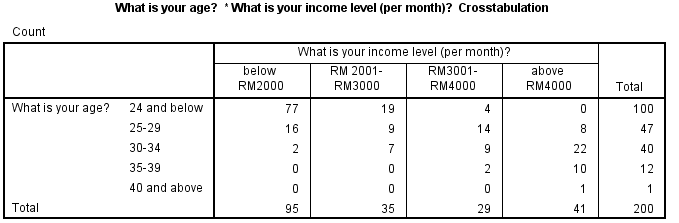 What is your age? * What is your income level (per month)? Crosstabulation
Count
What is your income level (per month)?
below RM2000 RM 2001-RM3000 RM3001-RM4000 above RM4000 Total
What is your age? 24 and below 77 19 4 0 100
25-29 16 9 14 8 47
30-34 2 7 9 22 40
35-39 0 0 2 10 12
40 and above 0 0 0 1 1
Total 95 35 29 41 200